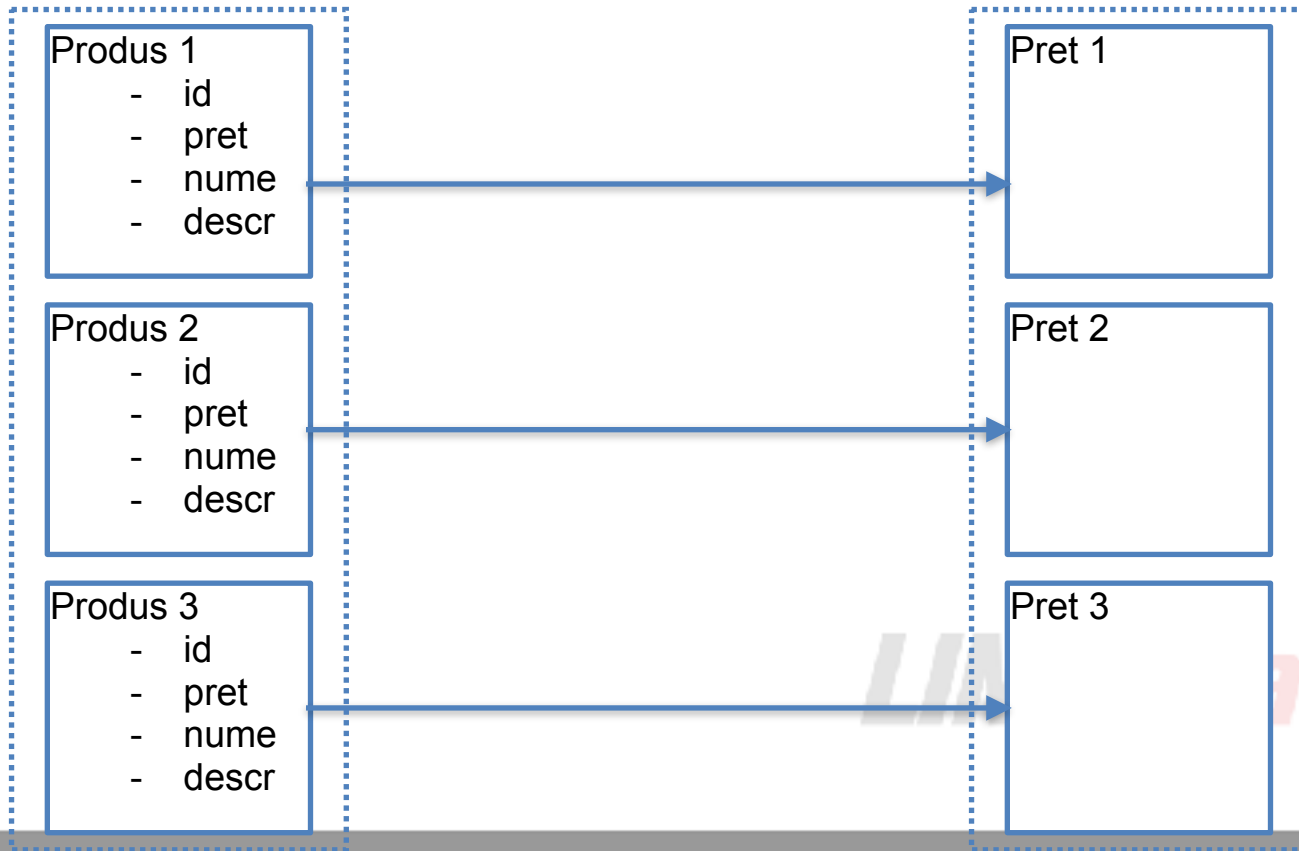 Produs 1
- id
- pret
- nume
- descr
Pret 1
Produs 2
- id
- pret
- nume
- descr
Pret 2
Produs 3
- id
- pret
- nume
- descr
Pret 3